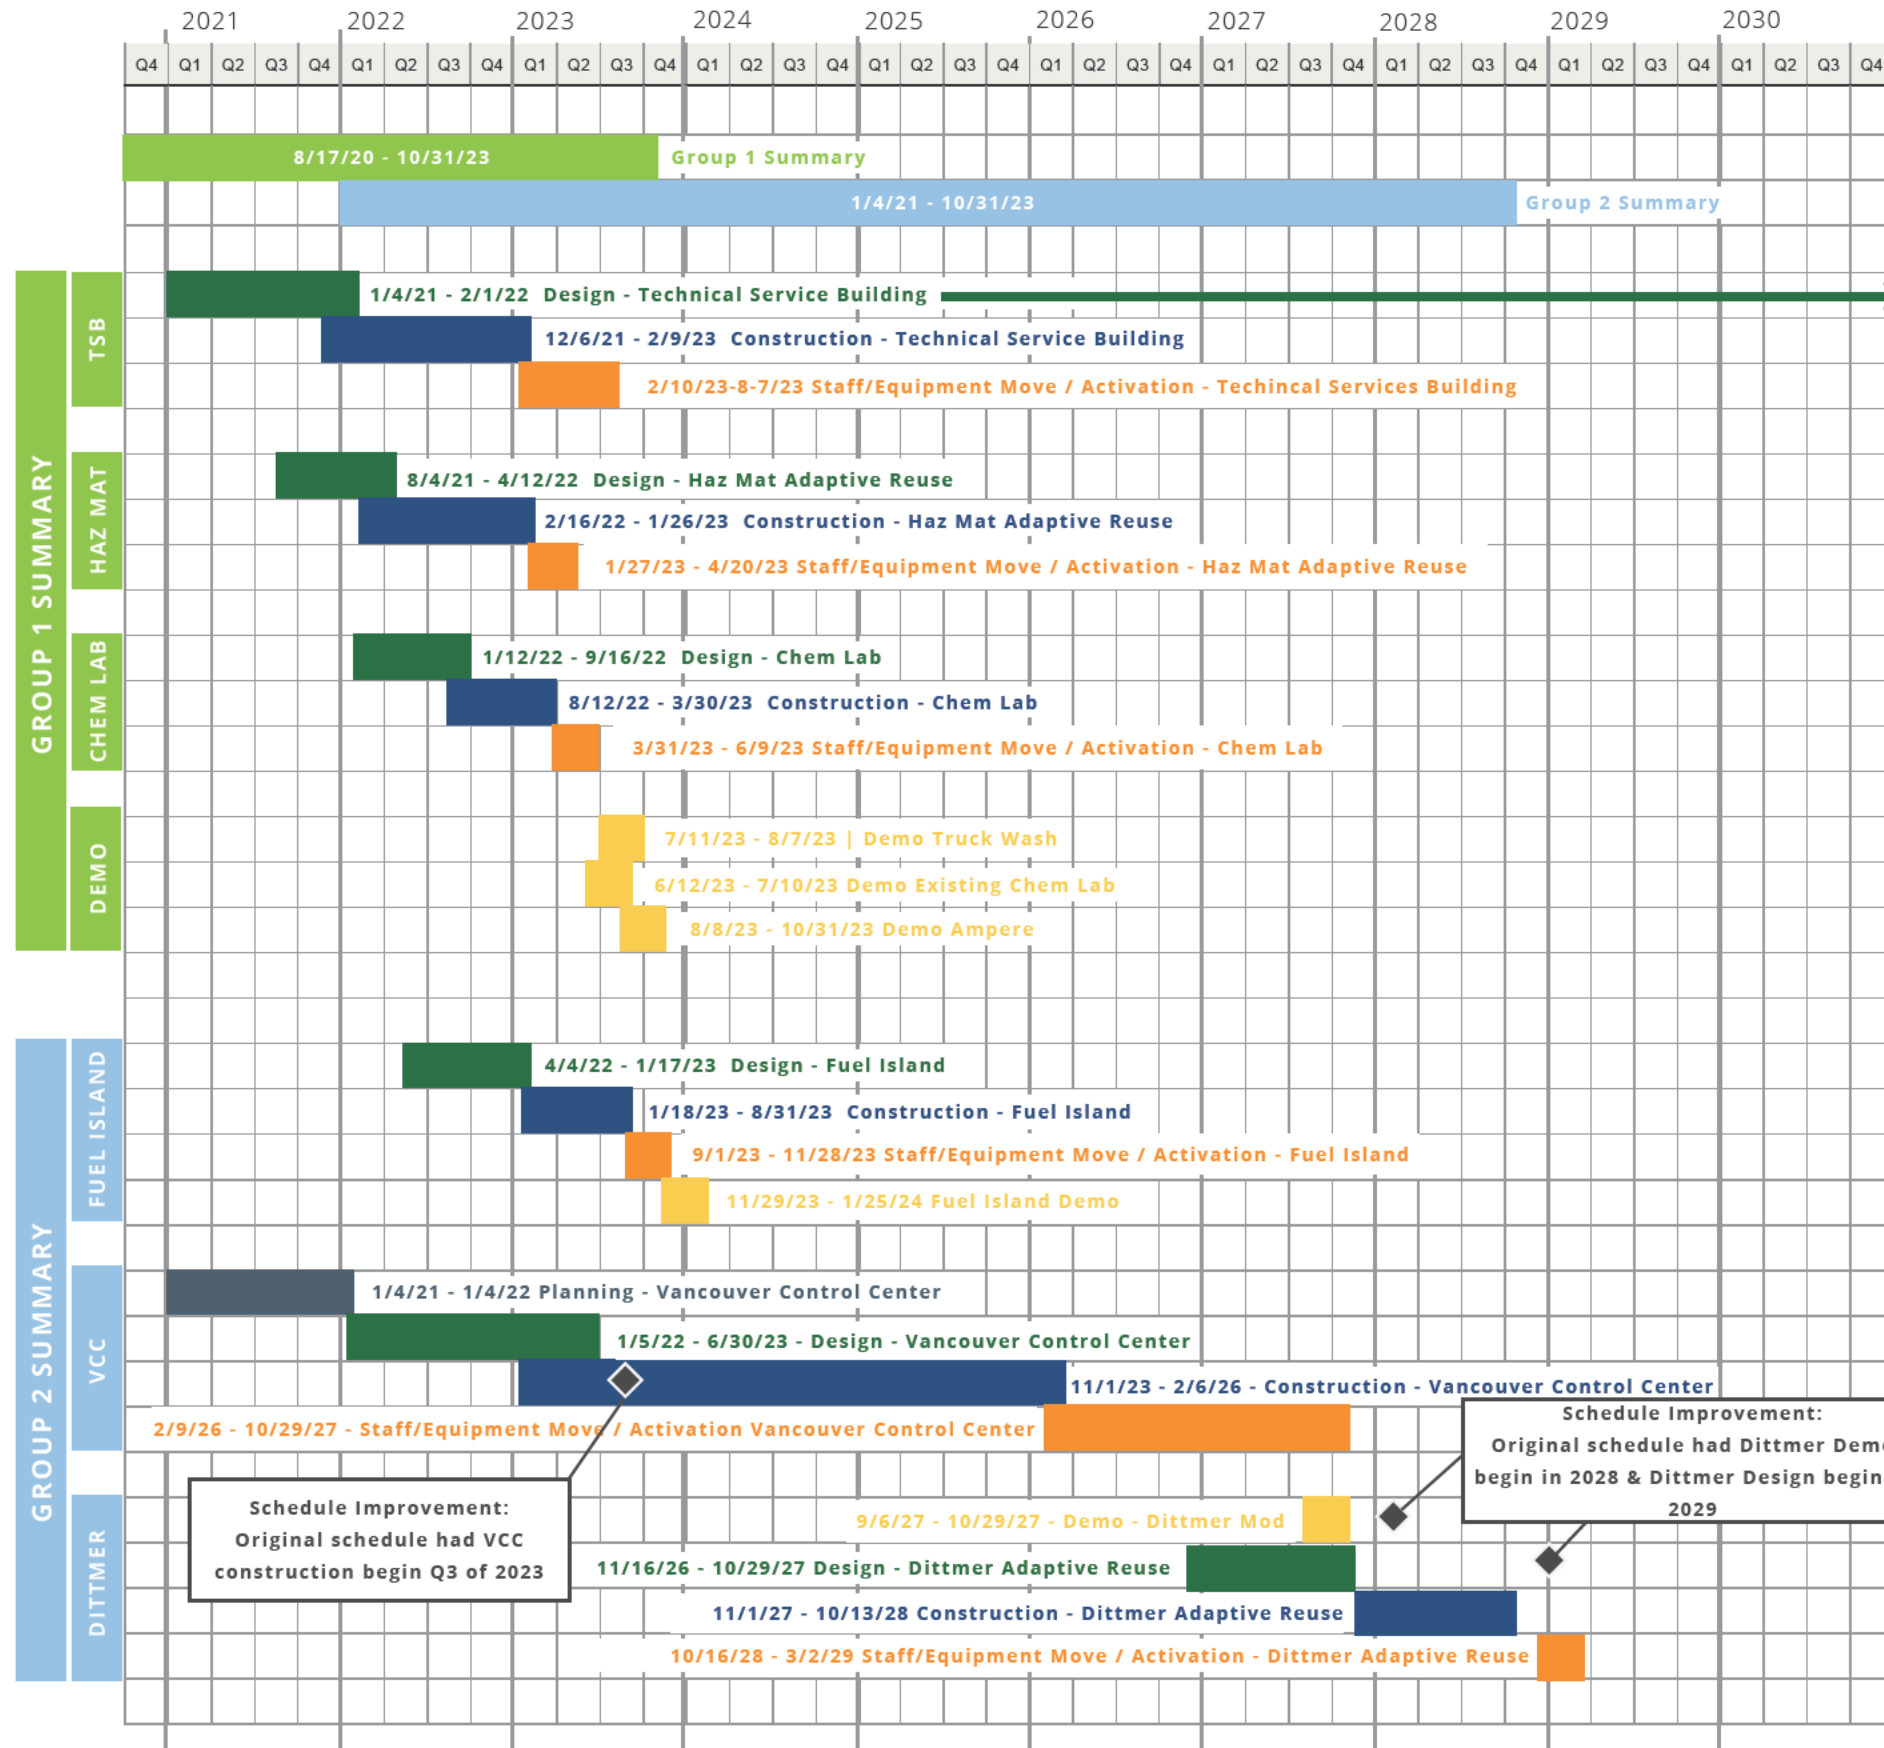 2021 2022 2023 2024 2025 2026 2027 2028 2029 2030
Q4 Q1 Q2 Q3 Q4 Q1 Q2 Q3 Q4 Q1 Q2 Q3 Q4 Q1 Q2 Q3 Q4 Q1 Q2 Q3 Q4 Q1 Q2 Q3 Q4 Q1 Q2 Q3 Q4 Q1 Q2 Q3 Q4 Q1 Q2 Q3 Q4 Q1 Q2 Q3 Q4
8/17/20 - 10/31/23 Group 1 Summary
1/4/21 - 10/31/23 Group 2 Summary
GROUP 1 SUMMARY
TSB
1/4/21 - 2/1/22 Design - Technical Service Building
12/6/21 - 2/9/23 Construction - Technical Service Building
2/10/23-8-7/23 Staff/Equipment Move / Activation - Techincal Services Building
HAZ MAT
8/4/21 - 4/12/22 Design - Haz Mat Adaptive Reuse
2/16/22 - 1/26/23 Construction - Haz Mat Adaptive Reuse
1/27/23 - 4/20/23 Staff/Equipment Move / Activation - Haz Mat Adaptive Reuse
CHEM LAB
1/12/22 - 9/16/22 Design - Chem Lab
8/12/22 - 3/30/23 Construction - Chem Lab
3/31/23 - 6/9/23 Staff/Equipment Move / Activation - Chem Lab
DEMO
7/11/23 - 8/7/23 | Demo Truck Wash
6/12/23 - 7/10/23 Demo Existing Chem Lab
8/8/23 - 10/31/23 Demo Ampere
GROUP 2 SUMMARY
FUEL ISLAND
4/4/22 - 1/17/23 Design - Fuel Island
1/18/23 - 8/31/23 Construction - Fuel Island
9/1/23 - 11/28/23 Staff/Equipment Move / Activation - Fuel Island
11/29/23 - 1/25/24 Fuel Island Demo
VCC
1/4/21 - 1/4/22 Planning - Vancouver Control Center
1/5/22 - 6/30/23 - Design - Vancouver Control Center
11/1/23 - 2/6/26 - Construction - Vancouver Control Center
2/9/26 - 10/29/27 - Staff/Equipment Move / Activation Vancouver Control Center
Schedule Improvement:
Original schedule had Dittmer Demo
begin in 2028 & Dittmer Design begin
2029
Schedule Improvement:
Original schedule had VCC
construction begin Q3 of 2023
DITTMER
9/6/27 - 10/29/27 - Demo - Dittmer Mod
11/16/26 - 10/29/27 Design - Dittmer Adaptive Reuse
11/1/27 - 10/13/28 Construction - Dittmer Adaptive Reuse
10/16/28 - 3/2/29 Staff/Equipment Move / Activation - Dittmer Adaptive Reuse